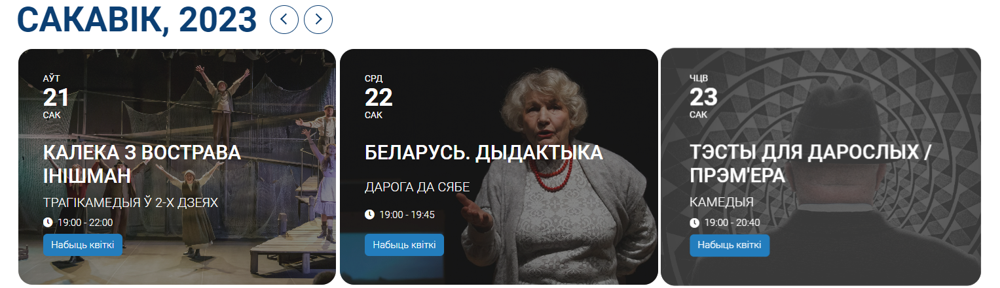 САКАВІК, 2023
АЎТ
21
САК
КАЛЕКА З ВОСТРАВА
ІНІШМАН
ТРАГІКАМЕДЫЯ Ў 2-Х ДЗЕЯХ
19:00 - 22:00
Набыць квіткі
СРД
22
САК
БЕЛАРУСЬ. ДЫДАКТЫКА
ДАРОГА ДА СЯБЕ
19:00 - 19:45
Набыць квіткі
ЧЦВ
23
САК
ТЭСТЫ ДЛЯ ДАРОСЛЫХ /
ПРЭМ'ЕРА
КАМЕДЫЯ
19:00 - 20:40
Набыць квіткі